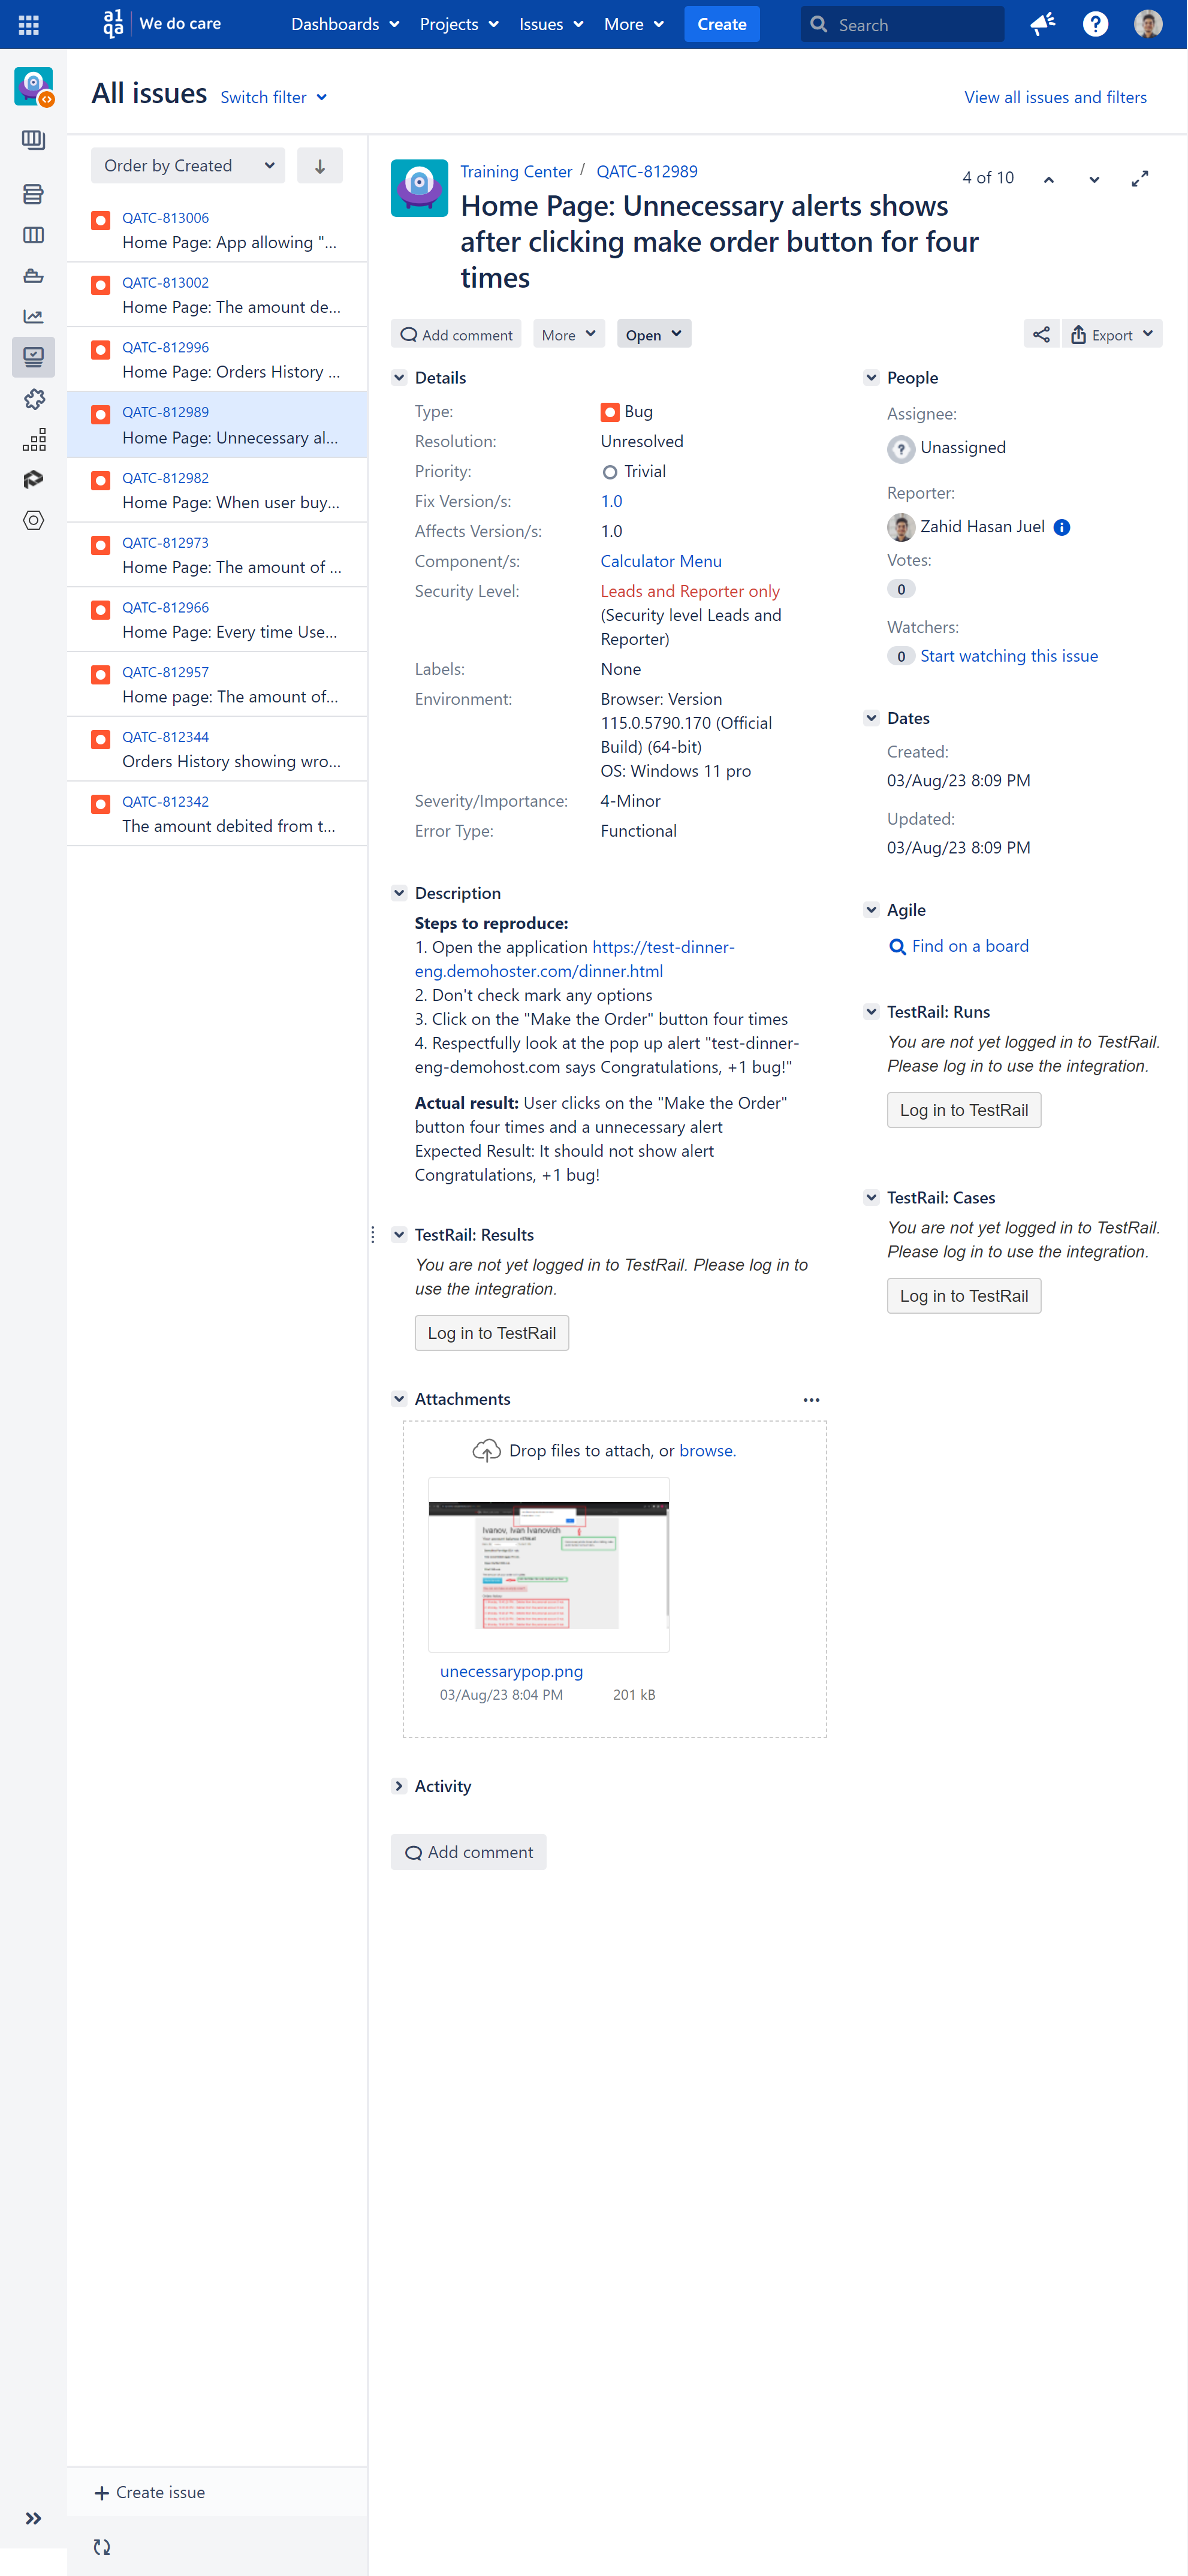 a1qa We do care Dashboards Projects Issues More Create Search
All issues Switch filter View all issues and filters
Order by Created
QATC-813006
Home Page: App allowing "...
QATC-813002
Home Page: The amount de...
QATC-812996
Home Page: Orders History ...
QATC-812989
Home Page: Unnecessary al...
QATC-812982
Home Page: When user buy...
QATC-812973
Home Page: The amount of ...
QATC-812966
Home Page: Every time Use...
QATC-812957
Home page: The amount of...
QATC-812344
Orders History showing wro...
QATC-812342
The amount debited from t...
Create issue
Training Center / QATC-812989
4 of 10
Home Page: Unnecessary alerts shows
after clicking make order button for four
times
Add comment More Open Export
Details
Type: Bug
Resolution: Unresolved
Priority: Trivial
Fix Version/s: 1.0
Affects Version/s: 1.0
Component/s: Calculator Menu
Security Level: Leads and Reporter only
(Security level Leads and
Reporter)
Labels: None
Environment: Browser: Version
115.0.5790.170 (Official
Build) (64-bit)
OS: Windows 11 pro
Severity/Importance: 4-Minor
Error Type: Functional
Description
Steps to reproduce:
1. Open the application https://test-dinner-
eng.demohoster.com/dinner.html
2. Don't check mark any options
3. Click on the "Make the Order" button four times
4. Respectfully look at the pop up alert "test-dinner-
eng-demohost.com says Congratulations, +1 bug!"
Actual result: User clicks on the "Make the Order"
button four times and a unnecessary alert
Expected Result: It should not show alert
Congratulations, +1 bug!
TestRail: Results
You are not yet logged in to TestRail. Please log in to
use the integration.
Log in to TestRail
Attachments
Drop files to attach, or browse.
Ivanov, Ivan Ivanovich
unecessarypop.png
03/Aug/23 8:04 PM 201 kB
Activity
Add comment
People
Assignee:
Unassigned
Reporter:
Zahid Hasan Juel
Votes:
0
Watchers:
0 Start watching this issue
Dates
Created:
03/Aug/23 8:09 PM
Updated:
03/Aug/23 8:09 PM
Agile
Find on a board
TestRail: Runs
You are not yet logged in to TestRail.
Please log in to use the integration.
Log in to TestRail
TestRail: Cases
You are not yet logged in to TestRail.
Please log in to use the integration.
Log in to TestRail